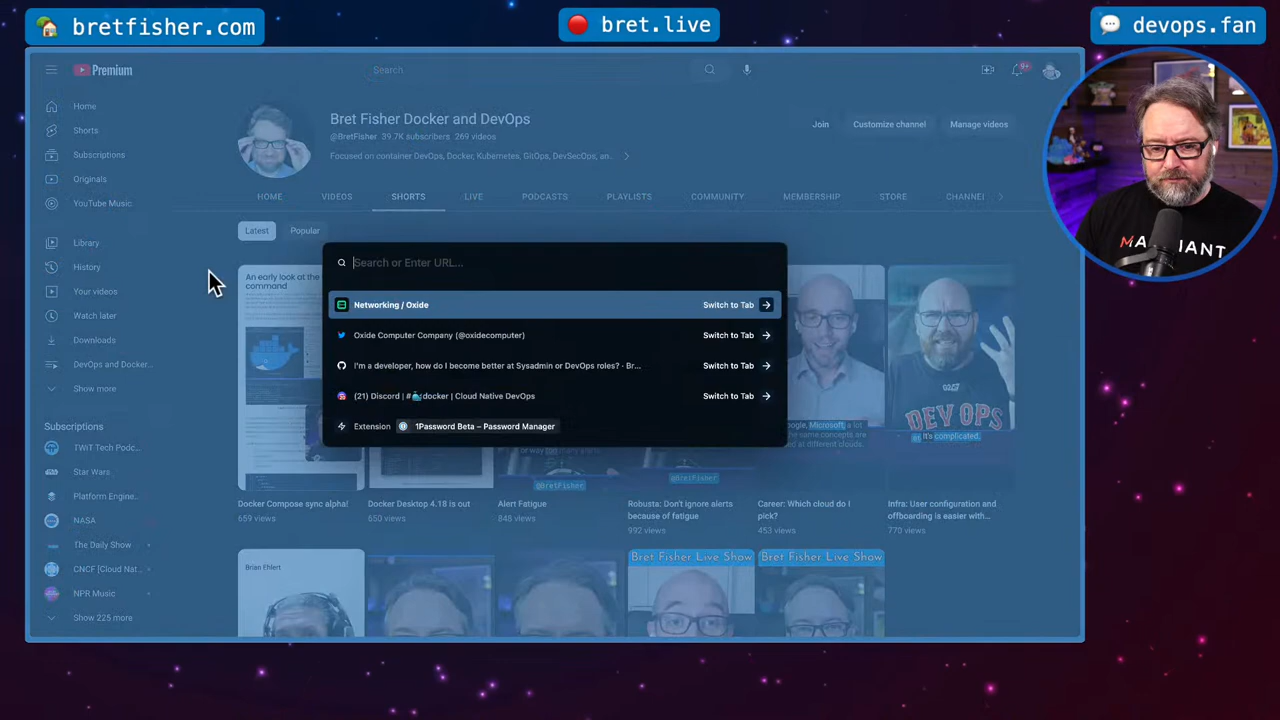 bretfisher.com
bret.live
devops.fan
Premium
Search
9+
Home
Shorts
Subscriptions
Originals
YouTube Music
Library
History
Your videos
Watch later
Downloads
DevOps and Docker...
Show more
Subscriptions
TWiT Tech Podc...
Star Wars
Platform Engine...
NASA
The Daily Show
CNCF [Cloud Nat...
NPR Music
Show 225 more
Bret Fisher Docker and DevOps
@BretFisher 39.7K subscribers 269 videos
Focused on container DevOps, Docker, Kubernetes, GitOps, DevSecOps, an...
Join
Customize channel
Manage videos
HOME
VIDEOS
SHORTS
LIVE
PODCASTS
PLAYLISTS
COMMUNITY
MEMBERSHIP
STORE
CHANNEL
Latest
Popular
Search or Enter URL...
Networking / Oxide
Switch to Tab
Oxide Computer Company (@oxidecomputer)
Switch to Tab
I'm a developer, how do I become better at Sysadmin or DevOps roles? · Br...
Switch to Tab
(21) Discord | #🐳docker | Cloud Native DevOps
Switch to Tab
Extension
1Password Beta – Password Manager
An early look at the
command
DEV OPS
It's complicated.
@BretFisher
@BretFisher
Docker Compose sync alpha!
659 views
Docker Desktop 4.18 is out
650 views
Alert Fatigue
848 views
Robusta: Don't ignore alerts
because of fatigue
992 views
Career: Which cloud do I
pick?
453 views
Infra: User configuration and
offboarding is easier with...
770 views
Brian Ehlert
Bret Fisher Live Show
Bret Fisher Live Show